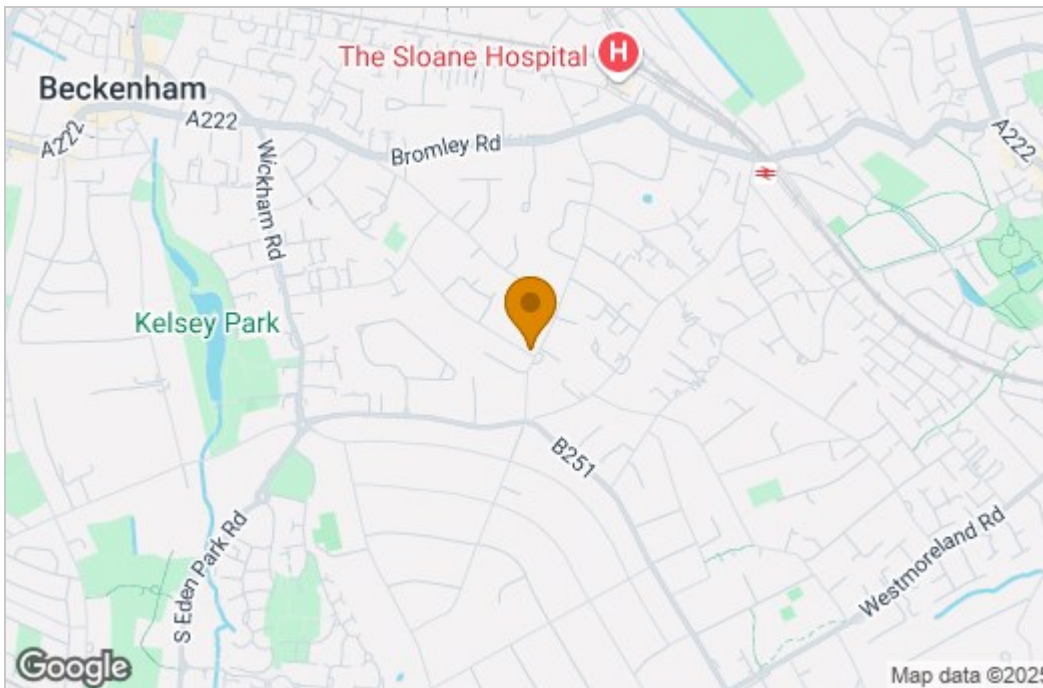 The Sloane Hospital
H
Beckenham
A222
A222
A222
Bromley Rd
Wickham Rd
Kelsey Park
B251
S Eden Park Rd
Westmoreland Rd
Google
Map data ©2025